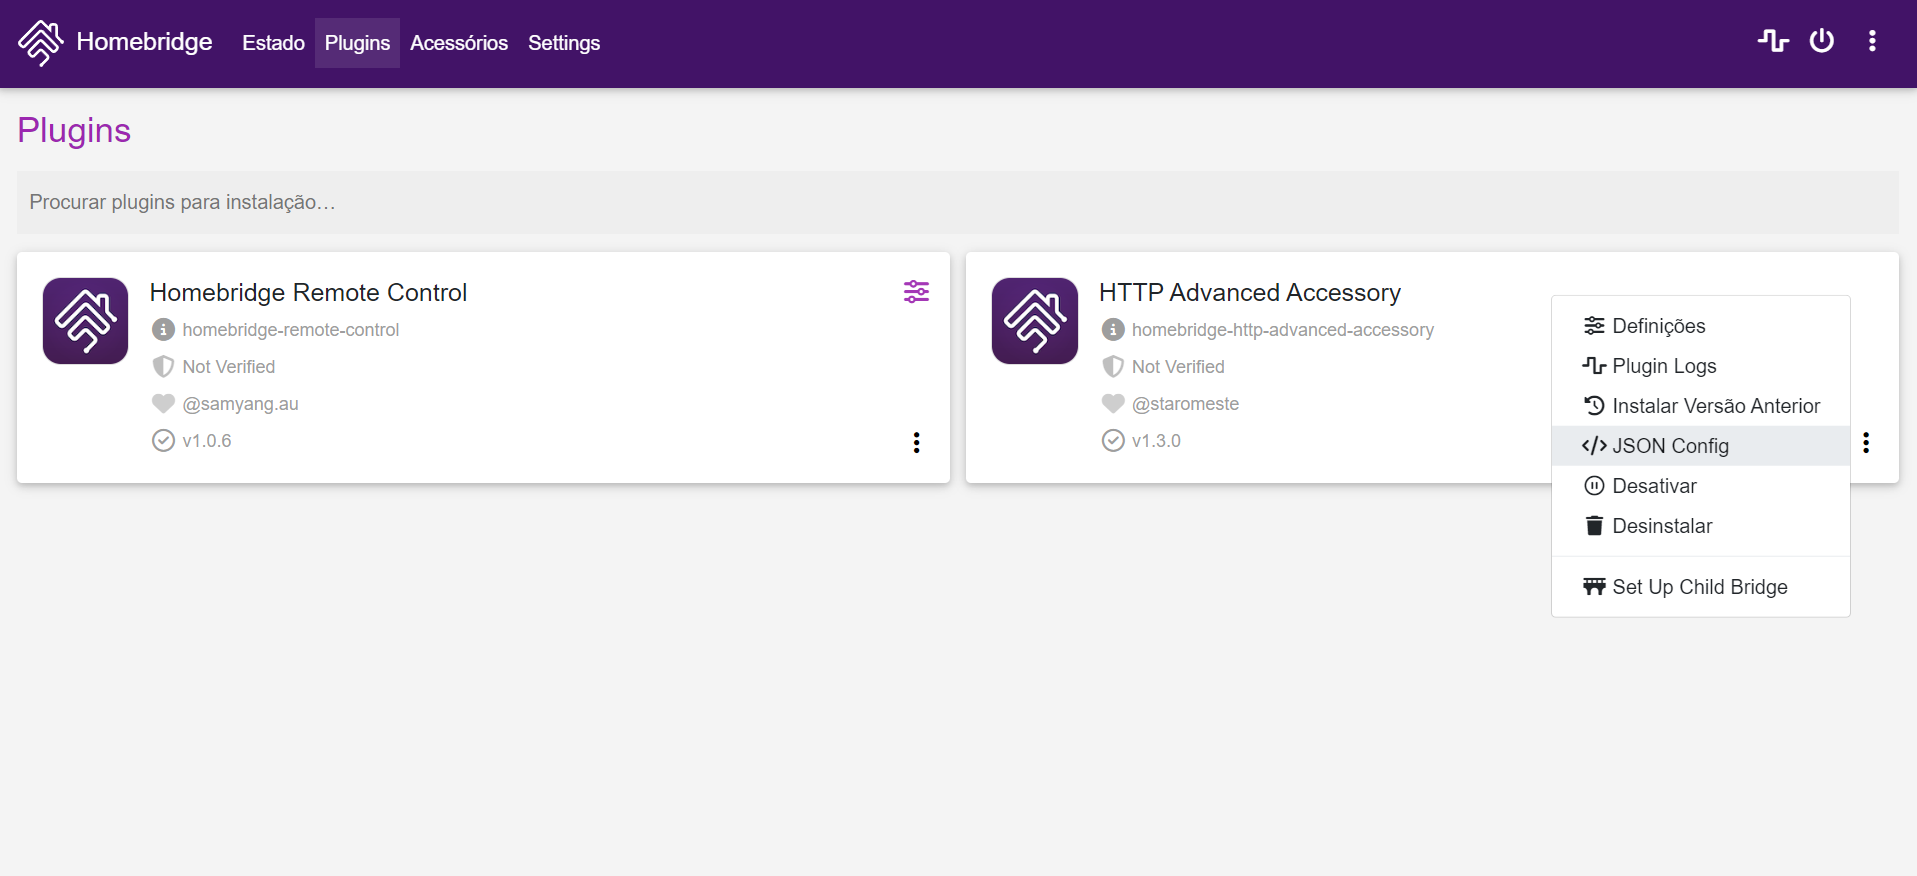 Homebridge Estado Plugins Acessórios Settings
Plugins
Procurar plugins para instalação…
Homebridge Remote Control
homebridge-remote-control
Not Verified
@samyang.au
v1.0.6
HTTP Advanced Accessory
homebridge-http-advanced-accessory
Not Verified
@staromeste
v1.3.0
Definições
Plugin Logs
Instalar Versão Anterior
JSON Config
Desativar
Desinstalar
Set Up Child Bridge